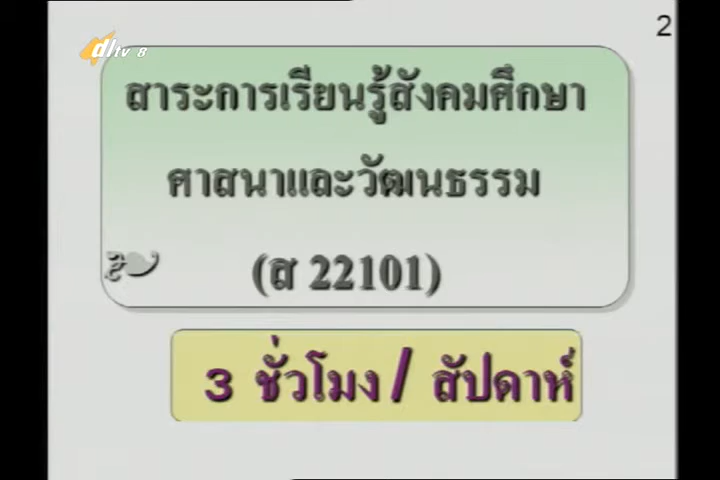 2
dltv 8
สาระการเรียนรู้สังคมศึกษา
ศาสนาและวัฒนธรรม
(ส 22101)
3 ชั่วโมง / สัปดาห์